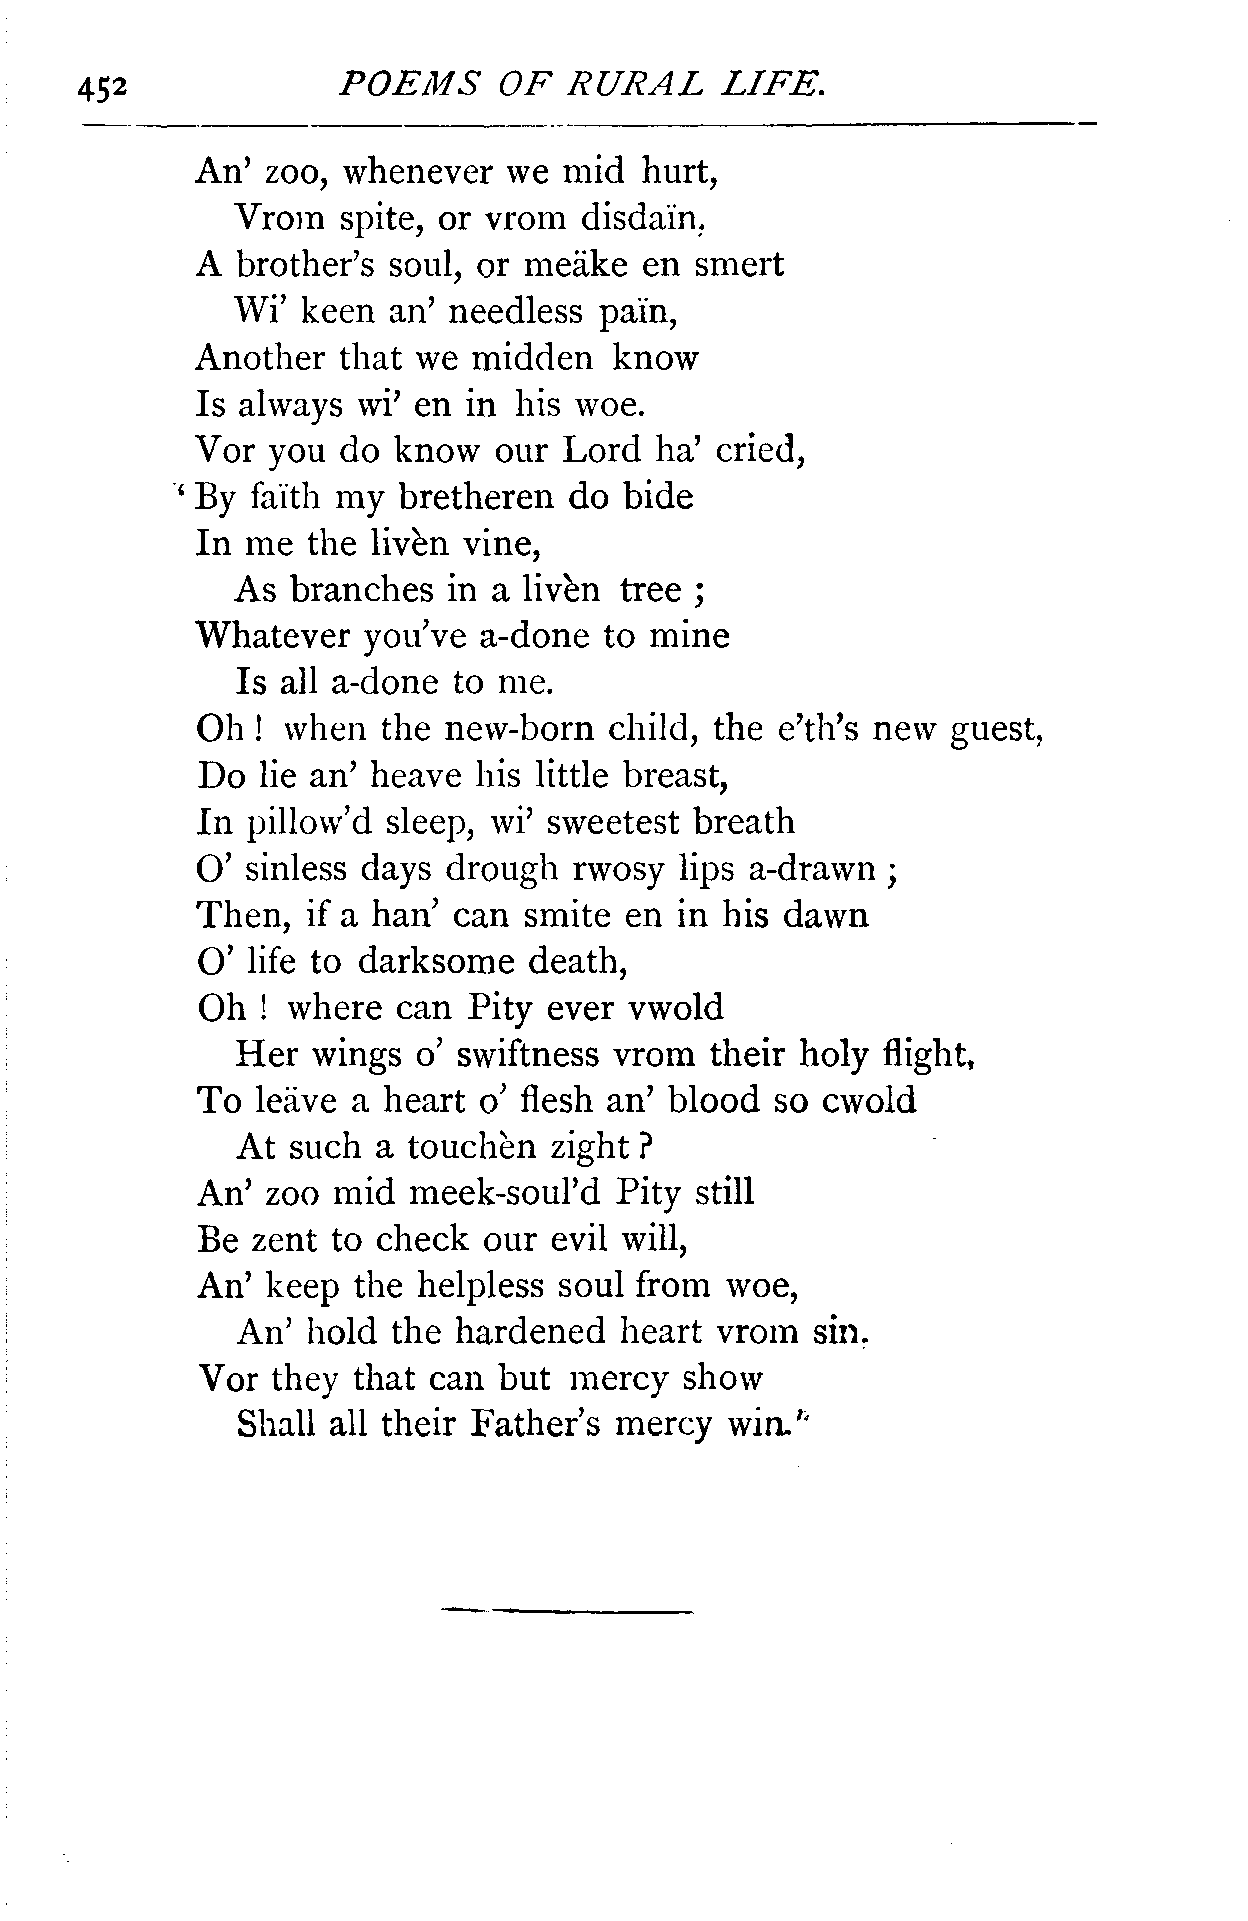 452 POEMS OF RURAL LIFE.
An' zoo, whenever we mid hurt,
Vrom spite, or vrom disdaïn,
A brother's soul, or meäke en smert
Wi' keen an' needless païn,
Another that we midden know
Is always wi' en in his woe.
Vor you do know our Lord ha' cried,
“ By faïth my bretheren do bide
In me the livèn vine,
As branches in a livèn tree ;
Whatever you've a-done to mine
Is all a-done to me.
Oh ! when the new-born child, the e'th's new guest,
Do lie an' heave his little breast,
In pillow'd sleep, wi' sweetest breath
O' sinless days drough rwosy lips a-drawn ;
Then, if a han' can smite en in his dawn
O' life to darksome death,
Oh ! where can Pity ever vwold
Her wings o' swiftness vrom their holy flight,
To leäve a heart o' flesh an' blood so cwold
At such a touchèn zight ?
An' zoo mid meek-soul'd Pity still
Be zent to check our evil will,
An' keep the helpless soul from woe,
An' hold the hardened heart vrom sin.
Vor they that can but mercy show
Shall all their Father's mercy win.”